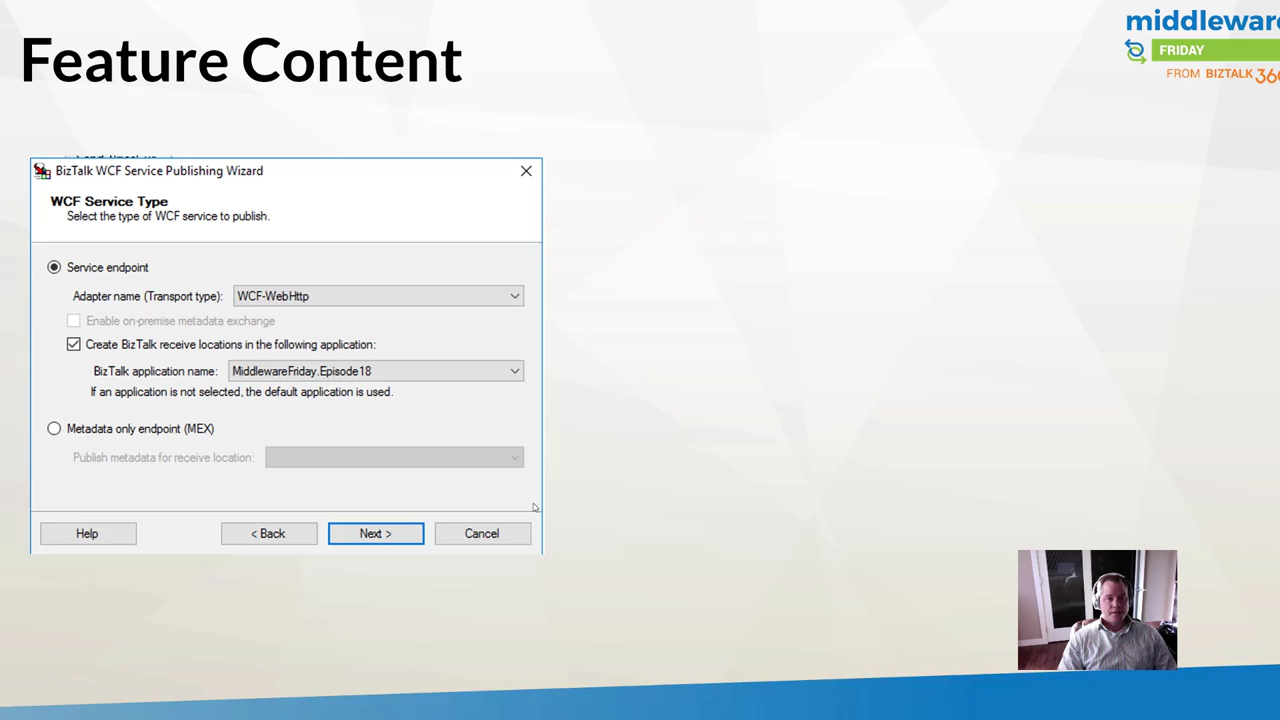 Feature Content
middleware
FRIDAY
FROM BIZTALK 36
BizTalk WCF Service Publishing Wizard
WCF Service Type
Select the type of WCF service to publish.
Service endpoint
Adapter name (Transport type): WCF-WebHttp
Enable on-premise metadata exchange
Create BizTalk receive locations in the following application:
BizTalk application name: MiddlewareFriday.Episode18
If an application is not selected, the default application is used.
Metadata only endpoint (MEX)
Publish metadata for receive location:
Help < Back Next > Cancel